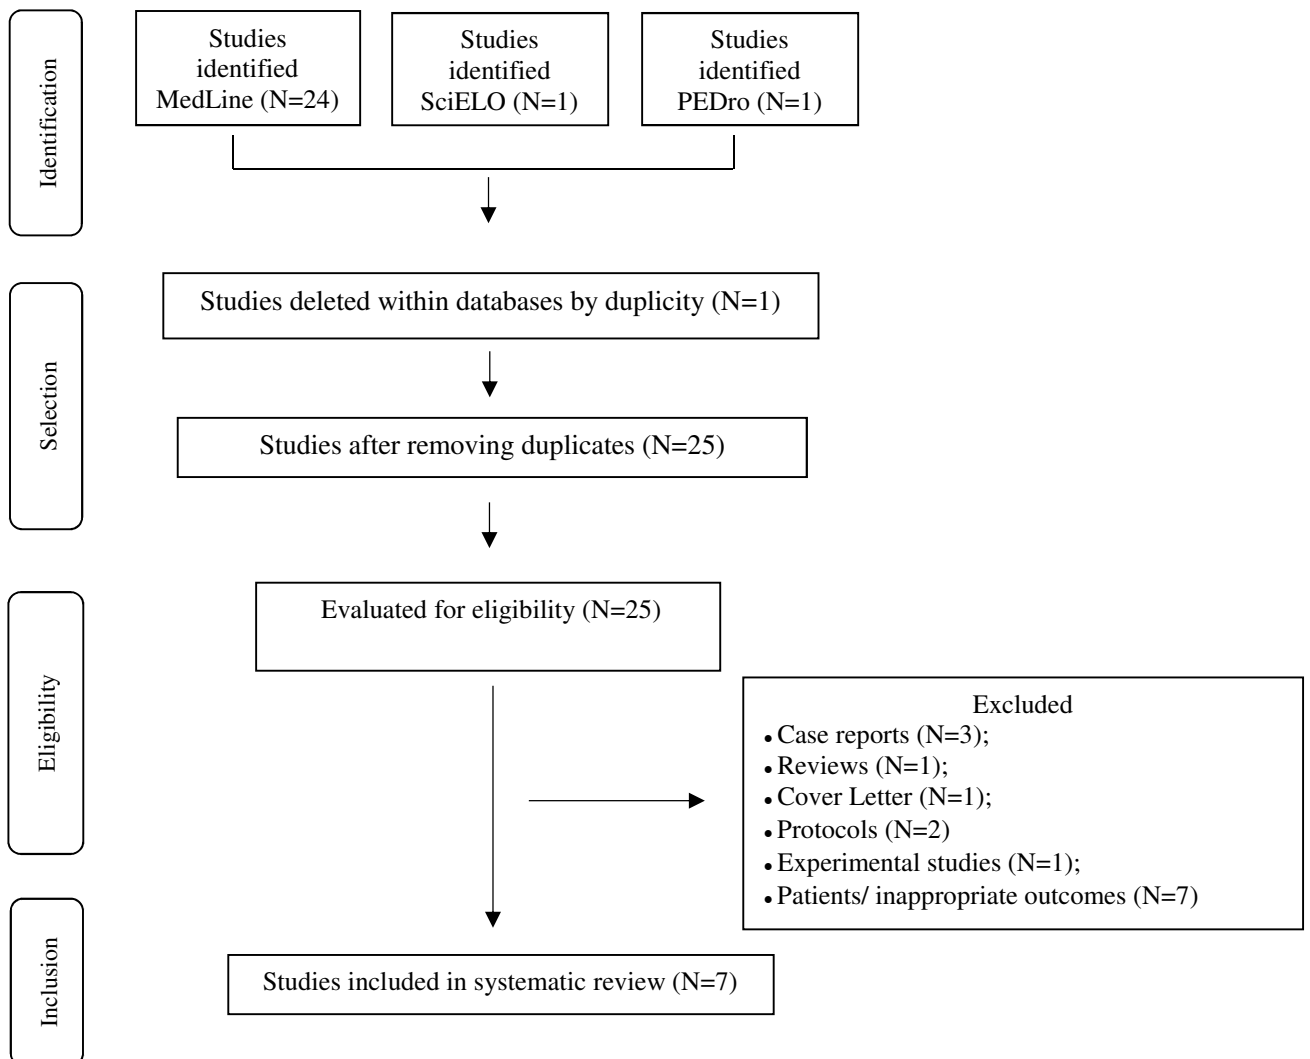 Identification
Studies
identified
MedLine (N=24)
Studies
identified
SciELO (N=1)
Studies
identified
PEDro (N=1)
Selection
Studies deleted within databases by duplicity (N=1)
Studies after removing duplicates (N=25)
Eligibility
Evaluated for eligibility (N=25)
Excluded
• Case reports (N=3);
• Reviews (N=1);
• Cover Letter (N=1);
• Protocols (N=2)
• Experimental studies (N=1);
• Patients/ inappropriate outcomes (N=7)
Inclusion
Studies included in systematic review (N=7)